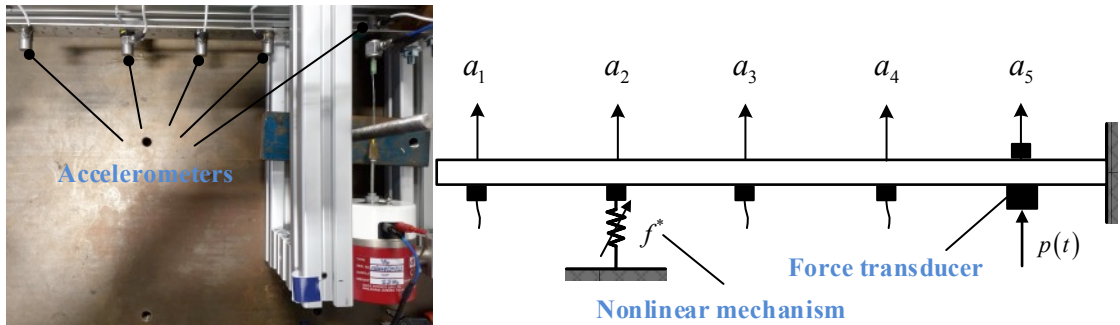 Accelerometers
a1 a2 a3 a4 a5
f*
p(t)
Force transducer
Nonlinear mechanism